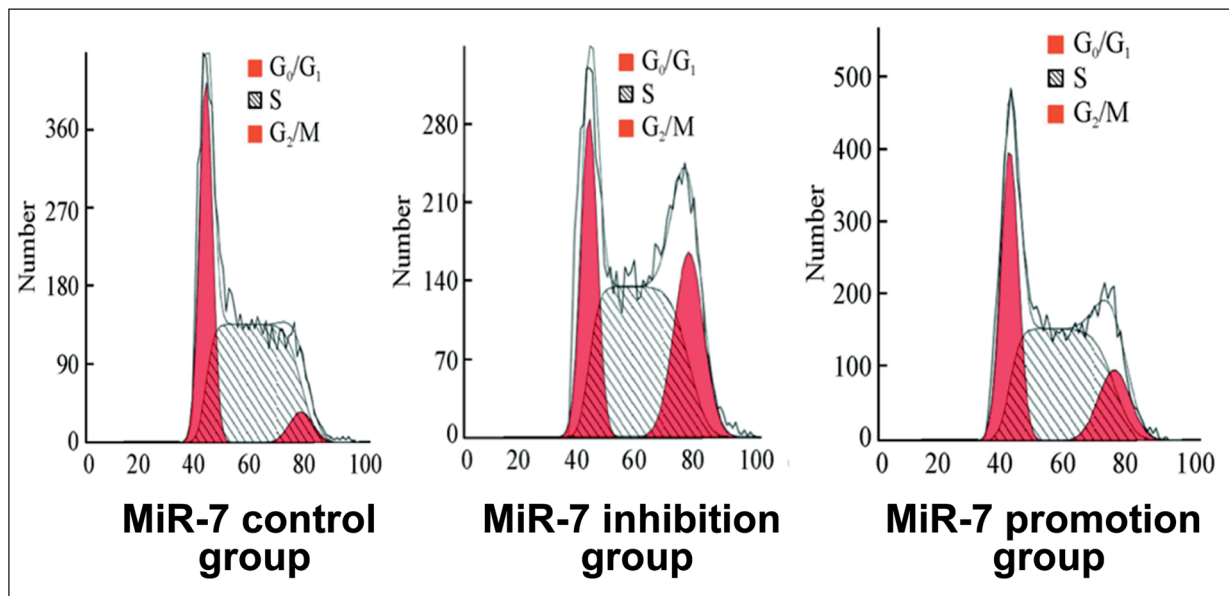 G₀/G₁
S
G₂/M
Number
360
270
180
90
0
0 20 40 60 80 100
MiR-7 control
group
G₀/G₁
S
G₂/M
Number
280
210
140
70
0
0 20 40 60 80 100
MiR-7 inhibition
group
G₀/G₁
S
G₂/M
Number
500
400
300
200
100
0
0 20 40 60 80 100
MiR-7 promotion
group